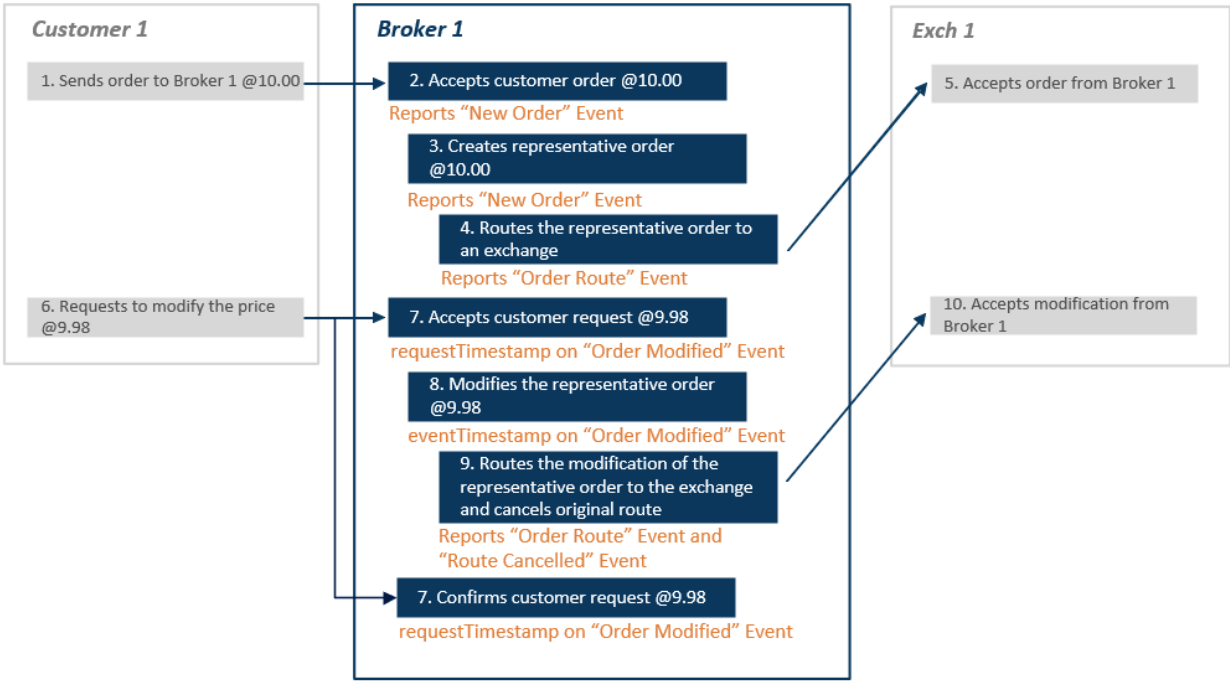 Customer 1
1. Sends order to Broker 1 @10.00
6. Requests to modify the price
@9.98
Broker 1
2. Accepts customer order @10.00
Reports “New Order” Event
3. Creates representative order
@10.00
Reports “New Order” Event
4. Routes the representative order to
an exchange
Reports “Order Route” Event
7. Accepts customer request @9.98
requestTimestamp on “Order Modified” Event
8. Modifies the representative order
@9.98
eventTimestamp on “Order Modified” Event
9. Routes the modification of the
representative order to the exchange
and cancels original route
Reports “Order Route” Event and
“Route Cancelled” Event
7. Confirms customer request @9.98
requestTimestamp on “Order Modified” Event
Exch 1
5. Accepts order from Broker 1
10. Accepts modification from
Broker 1